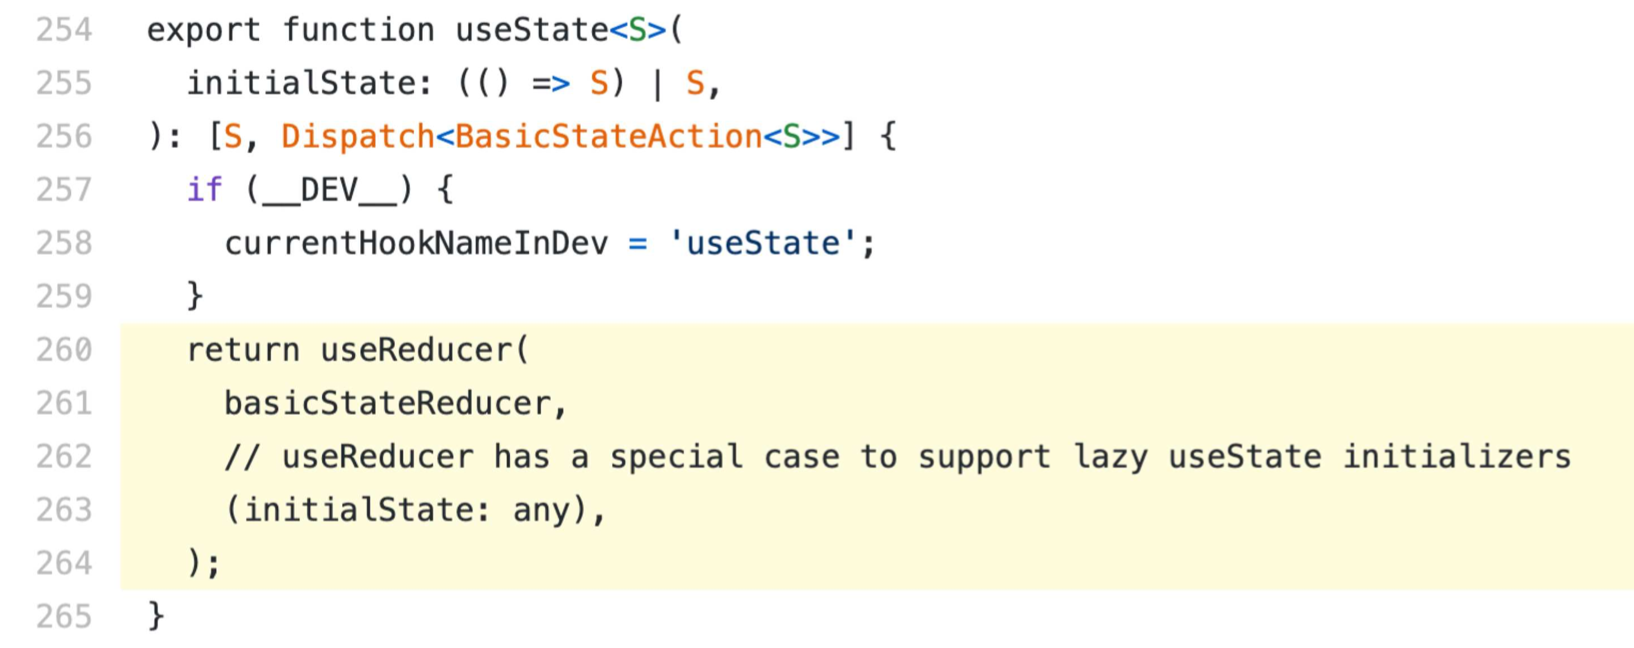 254 export function useState<S>(
255   initialState: (() => S) | S,
256 ): [S, Dispatch<BasicStateAction<S>>] {
257   if (__DEV__) {
258     currentHookNameInDev = 'useState';
259   }
260   return useReducer(
261     basicStateReducer,
262     // useReducer has a special case to support lazy useState initializers
263     (initialState: any),
264   );
265 }